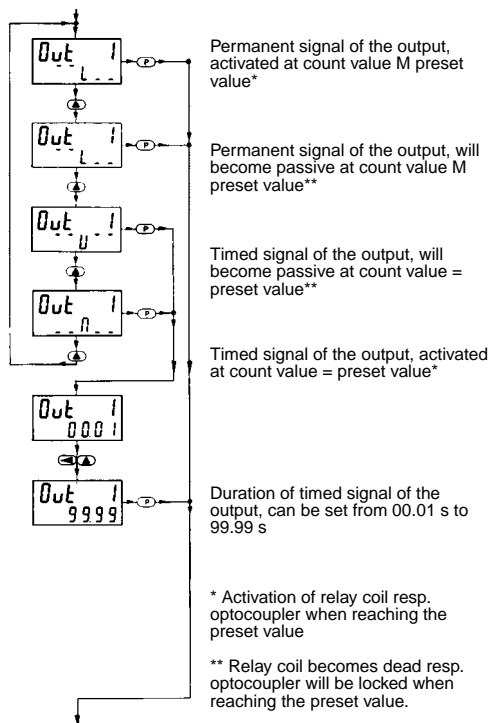 Out 1
Permanent signal of the output,
activated at count value M preset
value*
P
Out 1
Permanent signal of the output, will
become passive at count value M
preset value**
P
Out 1
P
Timed signal of the output, will
become passive at count value =
preset value**
Out 1
P
Timed signal of the output, activated
at count value = preset value*
Out 1
00.01
Out 1
99.99
P
Duration of timed signal of the
output, can be set from 00.01 s to
99.99 s
* Activation of relay coil resp.
optocoupler when reaching the
preset value
** Relay coil becomes dead resp.
optocoupler will be locked when
reaching the preset value.